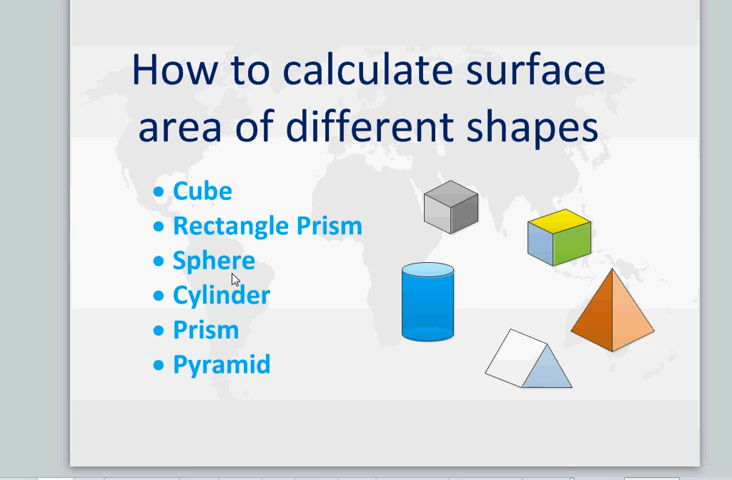 How to calculate surface
area of different shapes
• Cube
• Rectangle Prism
• Sphere
• Cylinder
• Prism
• Pyramid